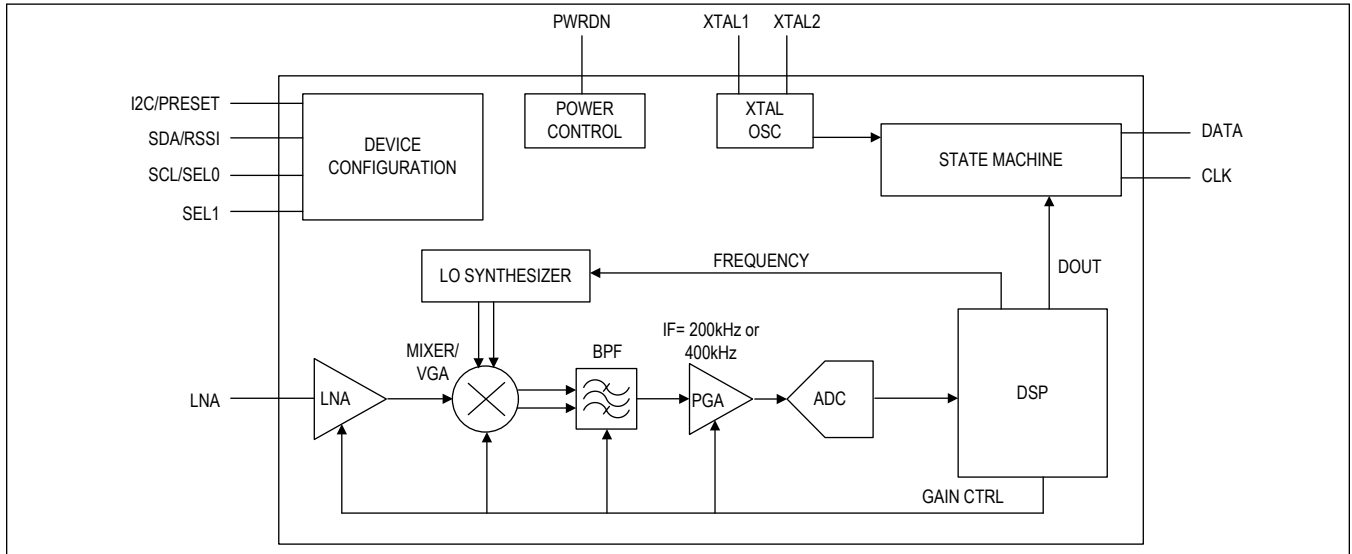 PWRDN
XTAL1
XTAL2
I2C/PRESET
SDA/RSSI
SCL/SEL0
SEL1
DEVICE
CONFIGURATION
POWER
CONTROL
XTAL
OSC
STATE MACHINE
DATA
CLK
LO SYNTHESIZER
FREQUENCY
DOUT
MIXER/
VGA
BPF
IF= 200kHz or
400kHz
LNA
LNA
PGA
ADC
DSP
GAIN CTRL